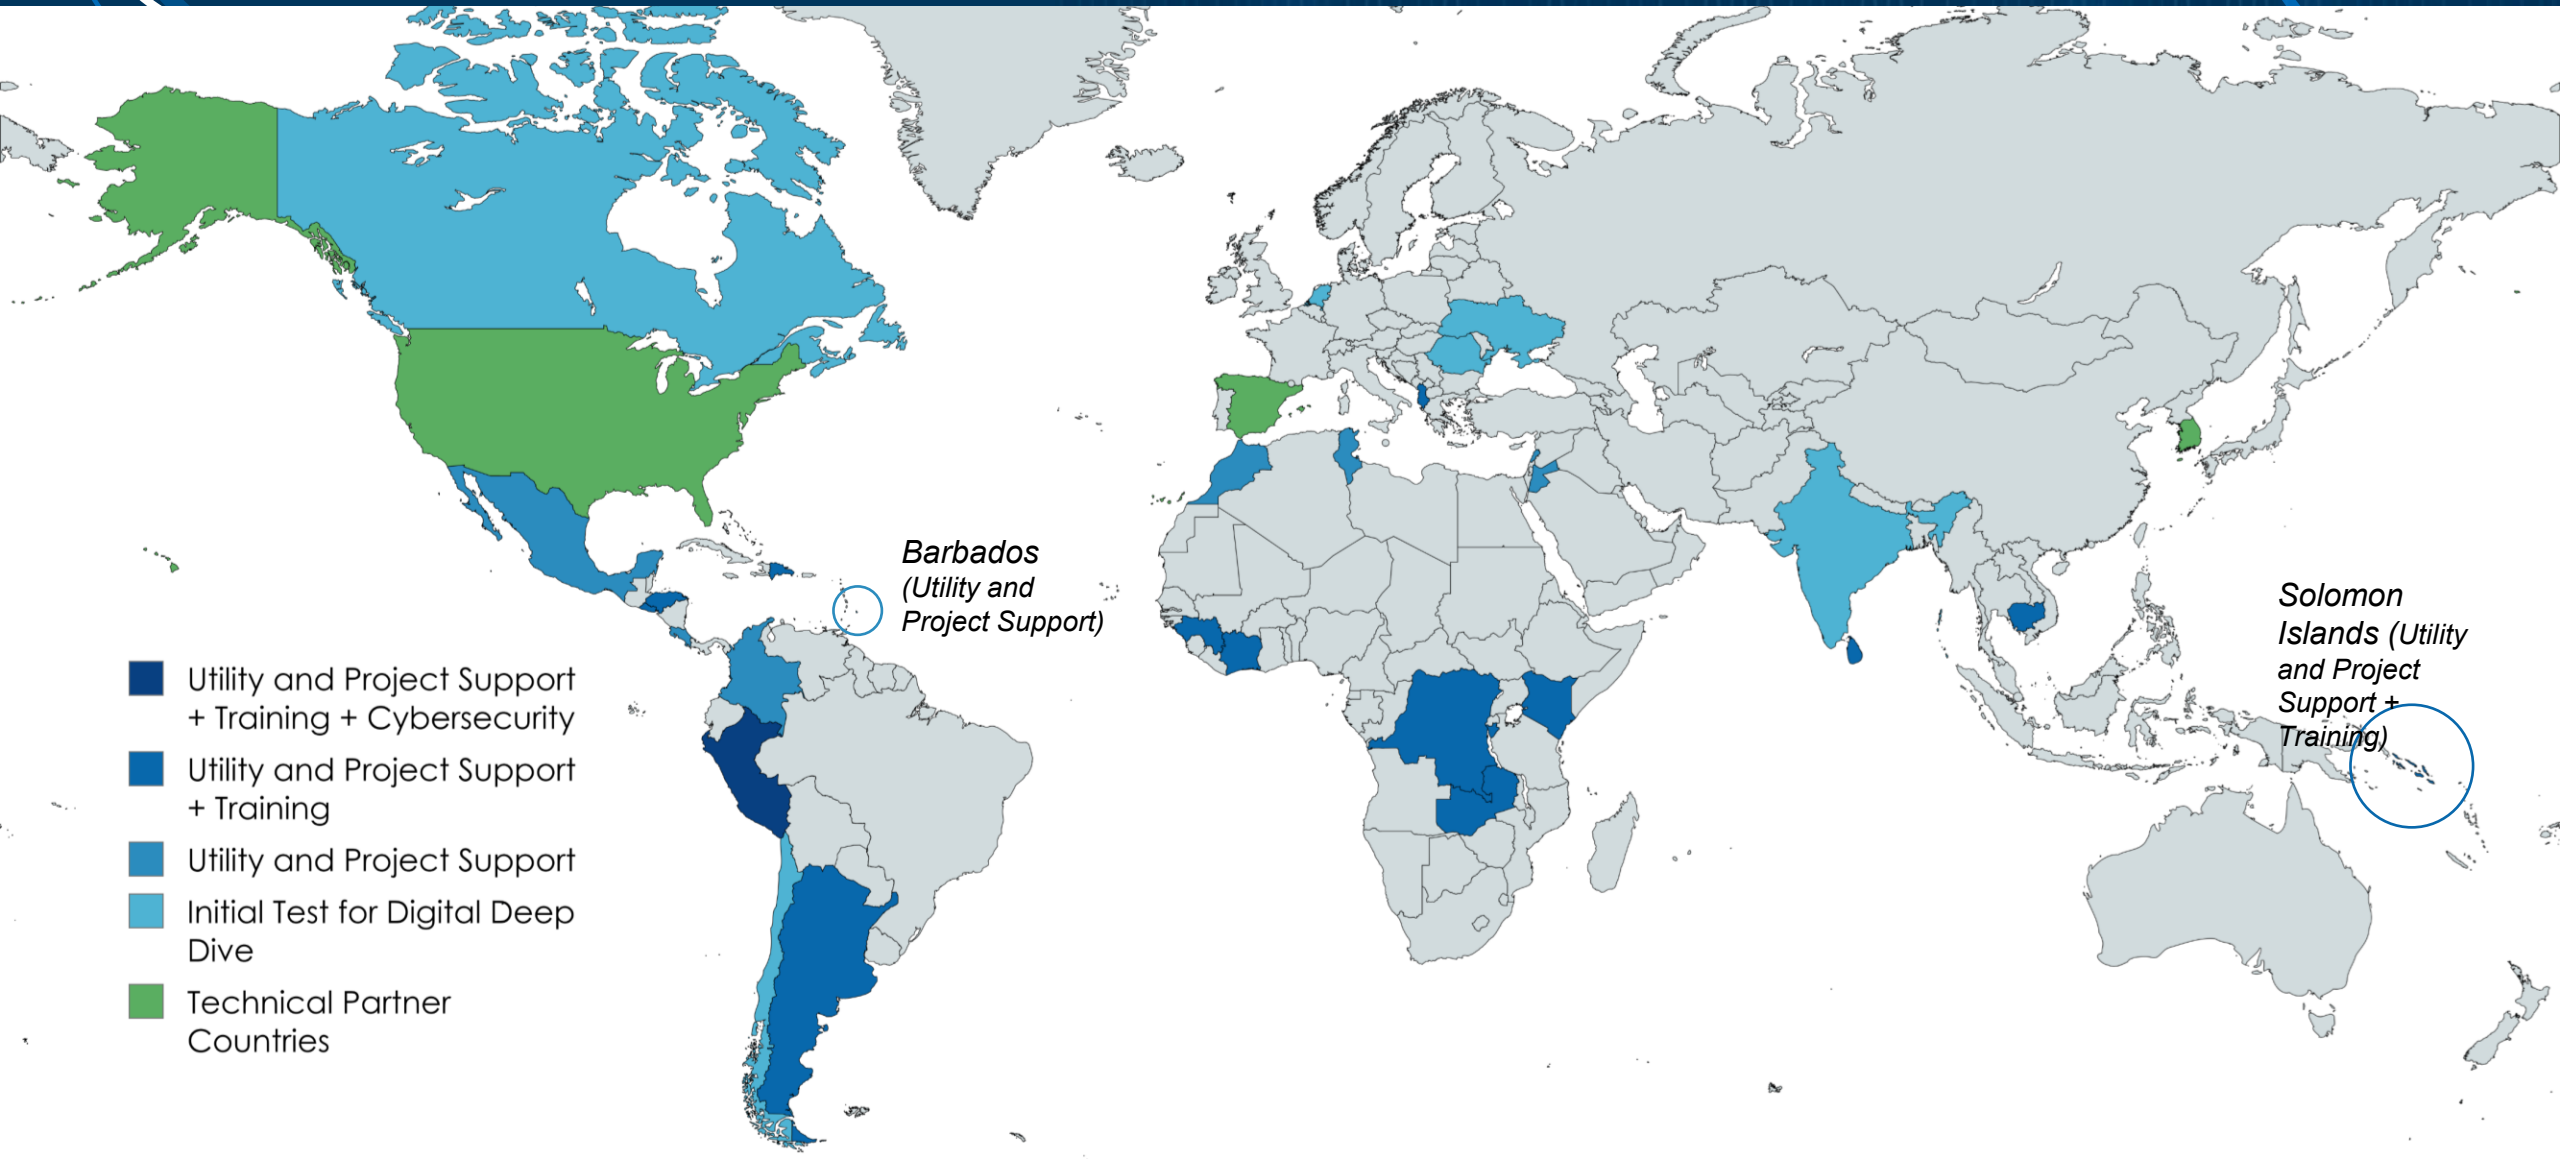 Barbados
(Utility and
Project Support)
Solomon
Islands (Utility
and Project
Support +
Training)
Utility and Project Support
+ Training + Cybersecurity
Utility and Project Support
+ Training
Utility and Project Support
Initial Test for Digital Deep
Dive
Technical Partner
Countries